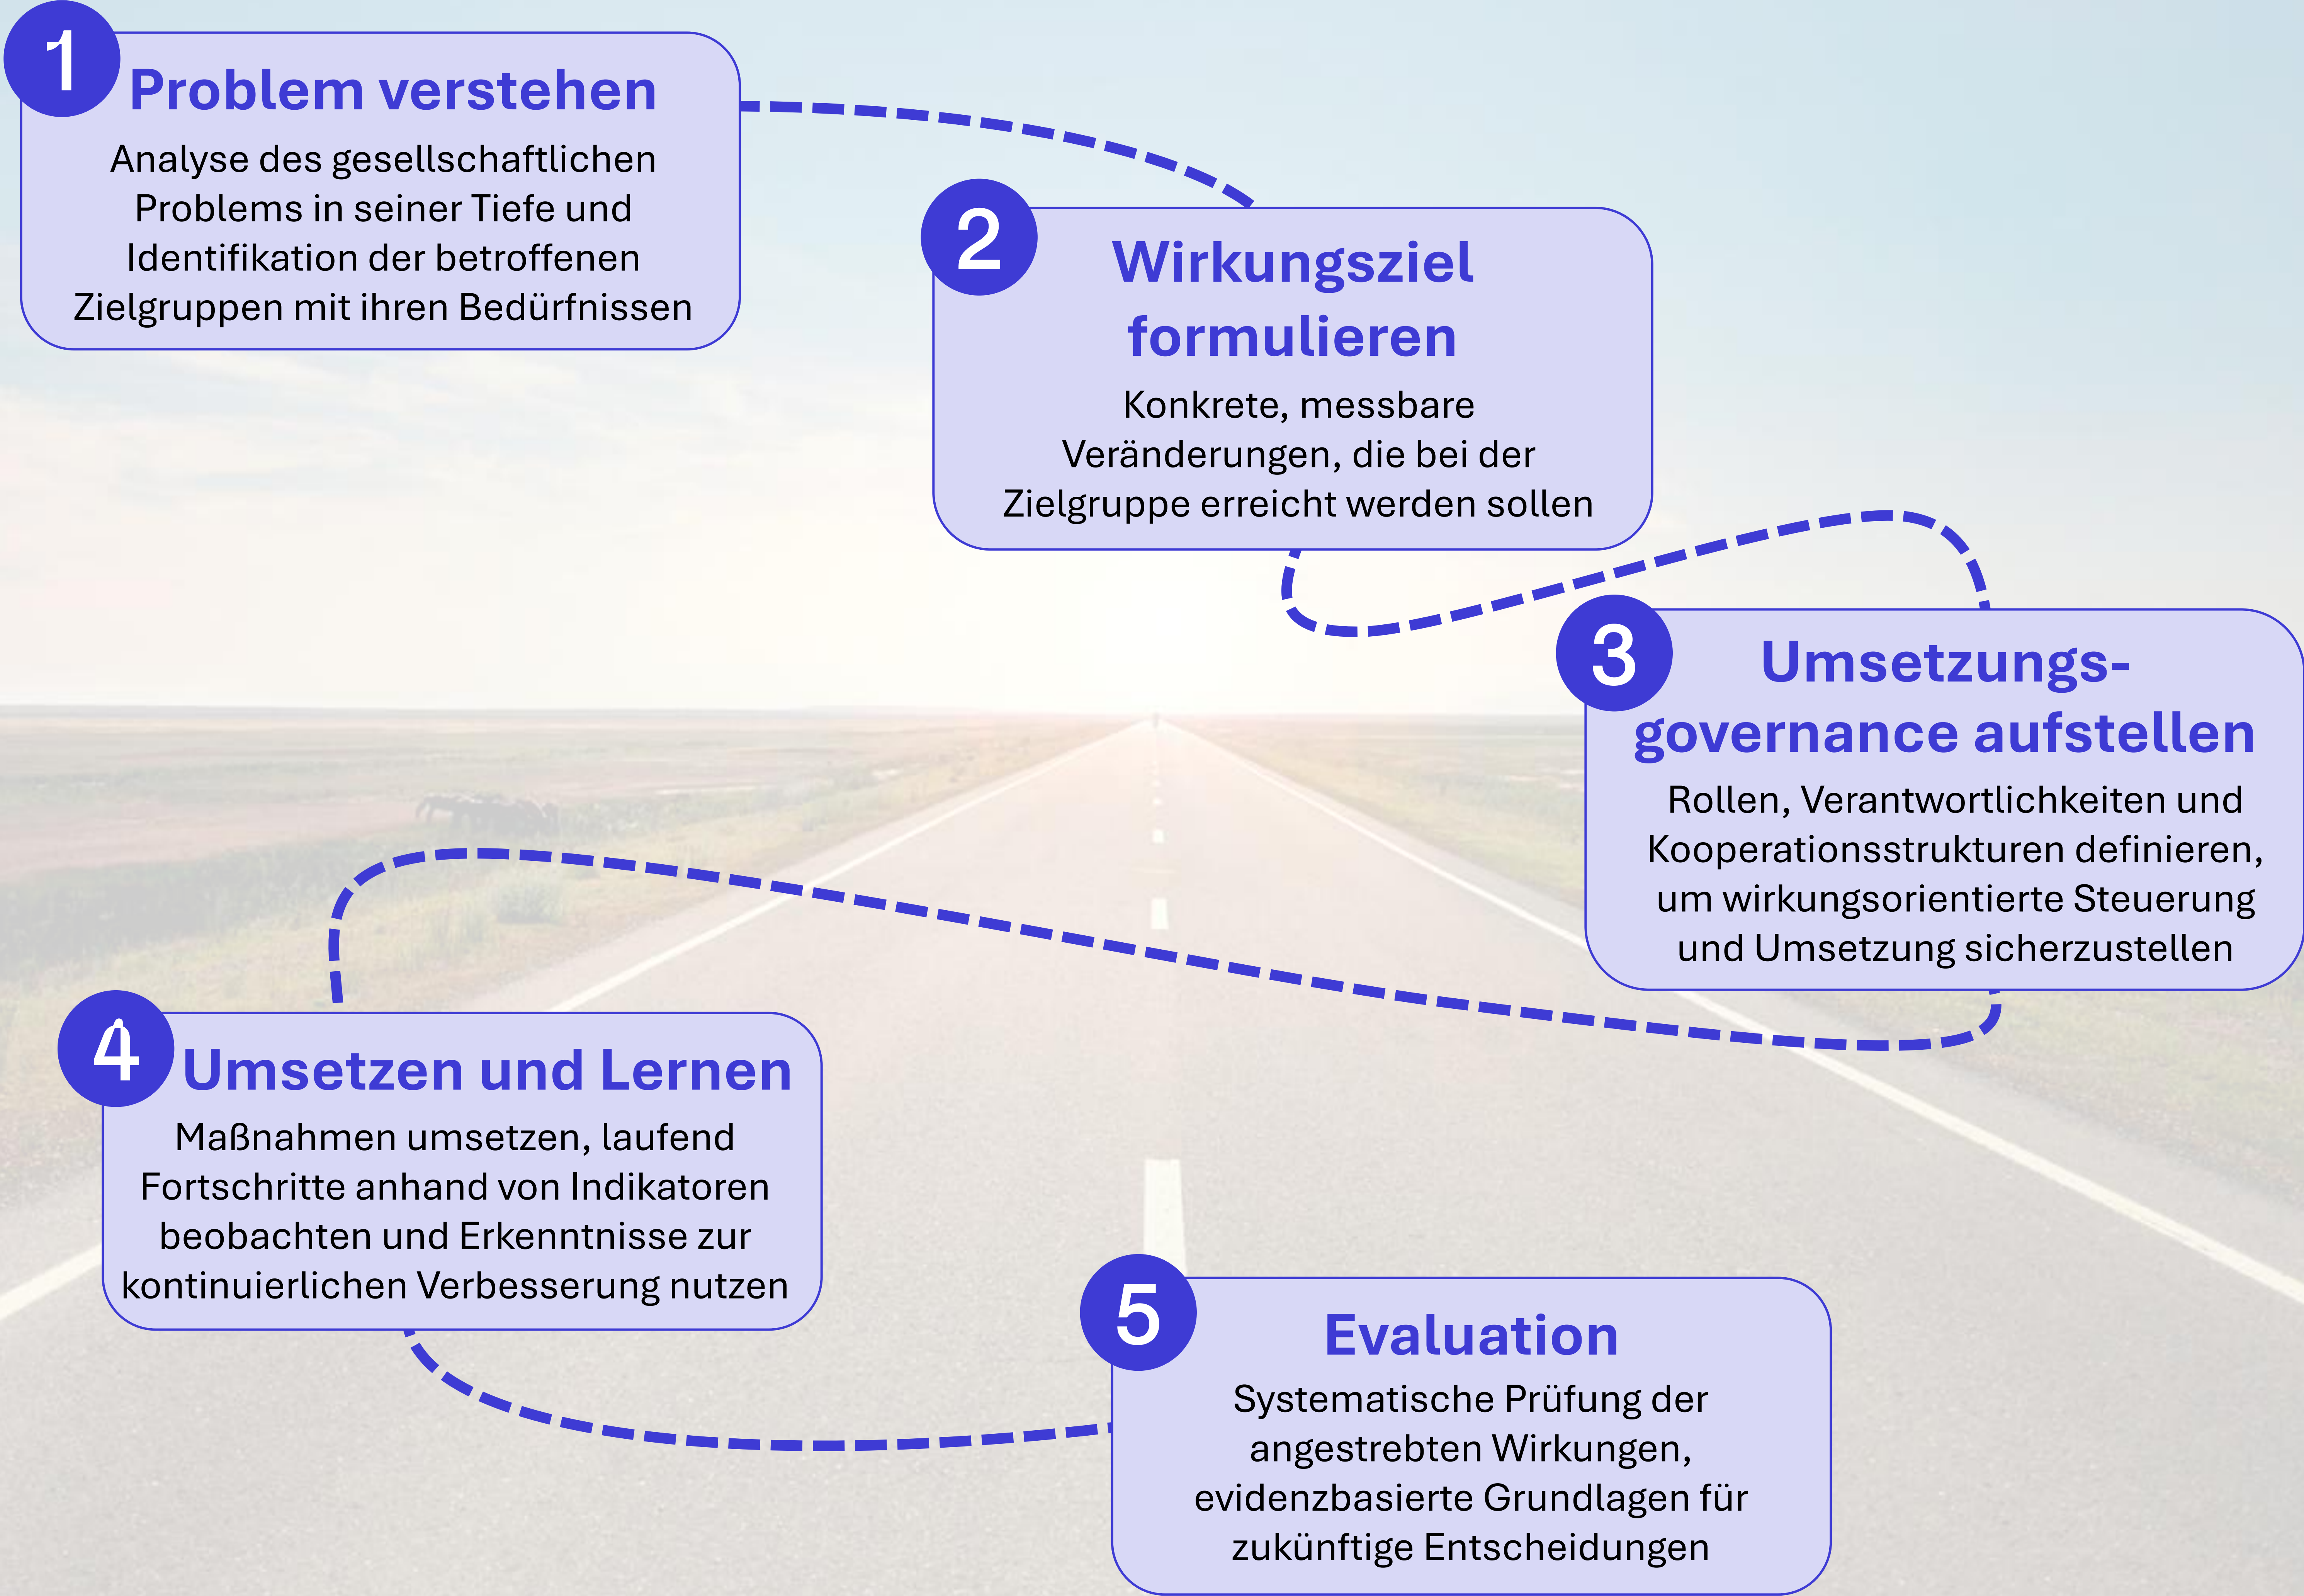 1
Problem verstehen
Analyse des gesellschaftlichen
Problems in seiner Tiefe und
Identifikation der betroffenen
Zielgruppen mit ihren Bedürfnissen
2
Wirkungsziel
formulieren
Konkrete, messbare
Veränderungen, die bei der
Zielgruppe erreicht werden sollen
3
Umsetzungs-
governance aufstellen
Rollen, Verantwortlichkeiten und
Kooperationsstrukturen definieren,
um wirkungsorientierte Steuerung
und Umsetzung sicherzustellen
4
Umsetzen und Lernen
Maßnahmen umsetzen, laufend
Fortschritte anhand von Indikatoren
beobachten und Erkenntnisse zur
kontinuierlichen Verbesserung nutzen
5
Evaluation
Systematische Prüfung der
angestrebten Wirkungen,
evidenzbasierte Grundlagen für
zukünftige Entscheidungen